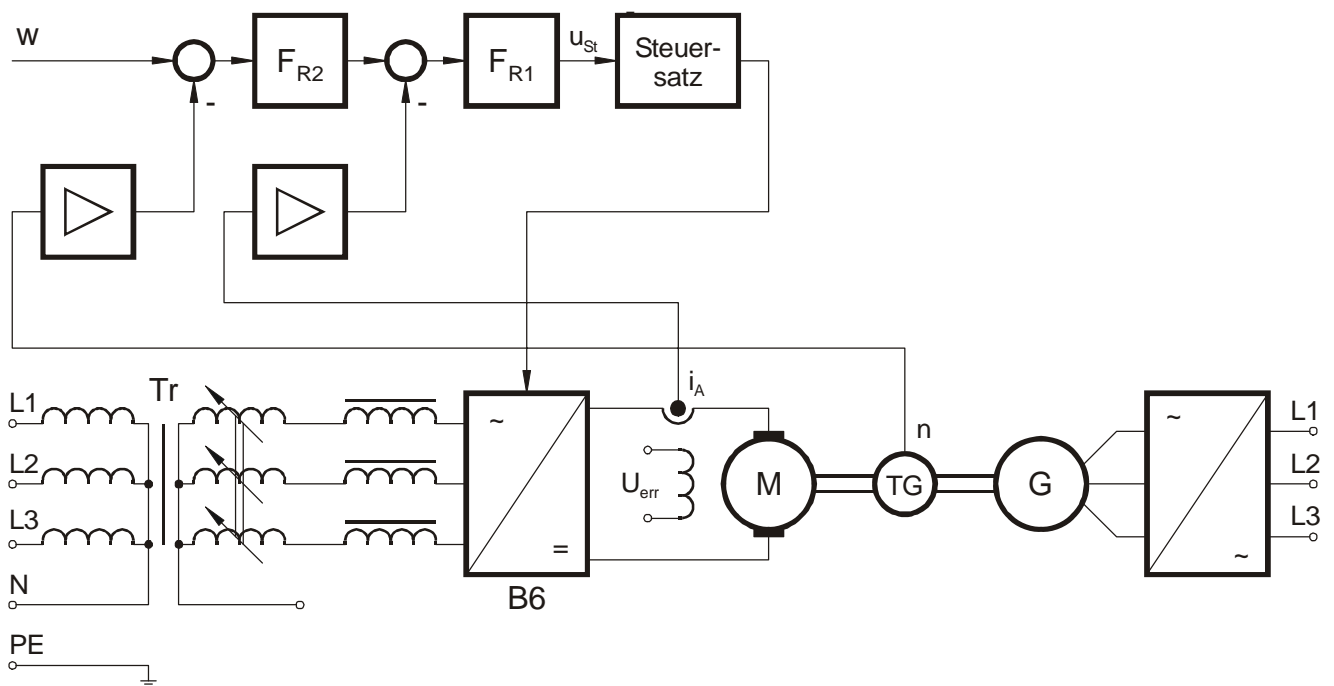 w
-
F_R2
-
F_R1
u_St
Steuer-
satz
Tr
L1
L2
L3
N
PE
~
=
B6
i_A
U_err
M
n
TG
G
~
~
L1
L2
L3